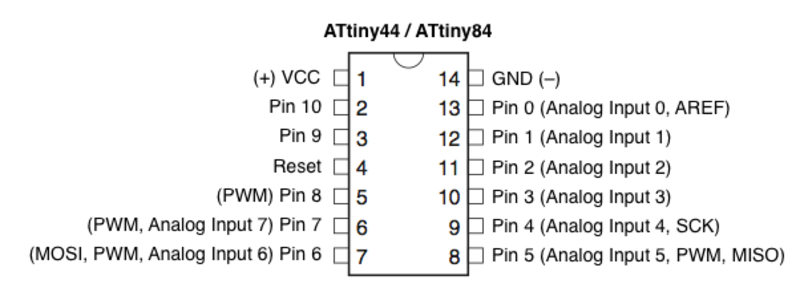 ATtiny44 / ATtiny84
(+) VCC 1 14 GND (–)
Pin 10 2 13 Pin 0 (Analog Input 0, AREF)
Pin 9 3 12 Pin 1 (Analog Input 1)
Reset 4 11 Pin 2 (Analog Input 2)
(PWM) Pin 8 5 10 Pin 3 (Analog Input 3)
(PWM, Analog Input 7) Pin 7 6 9 Pin 4 (Analog Input 4, SCK)
(MOSI, PWM, Analog Input 6) Pin 6 7 8 Pin 5 (Analog Input 5, PWM, MISO)